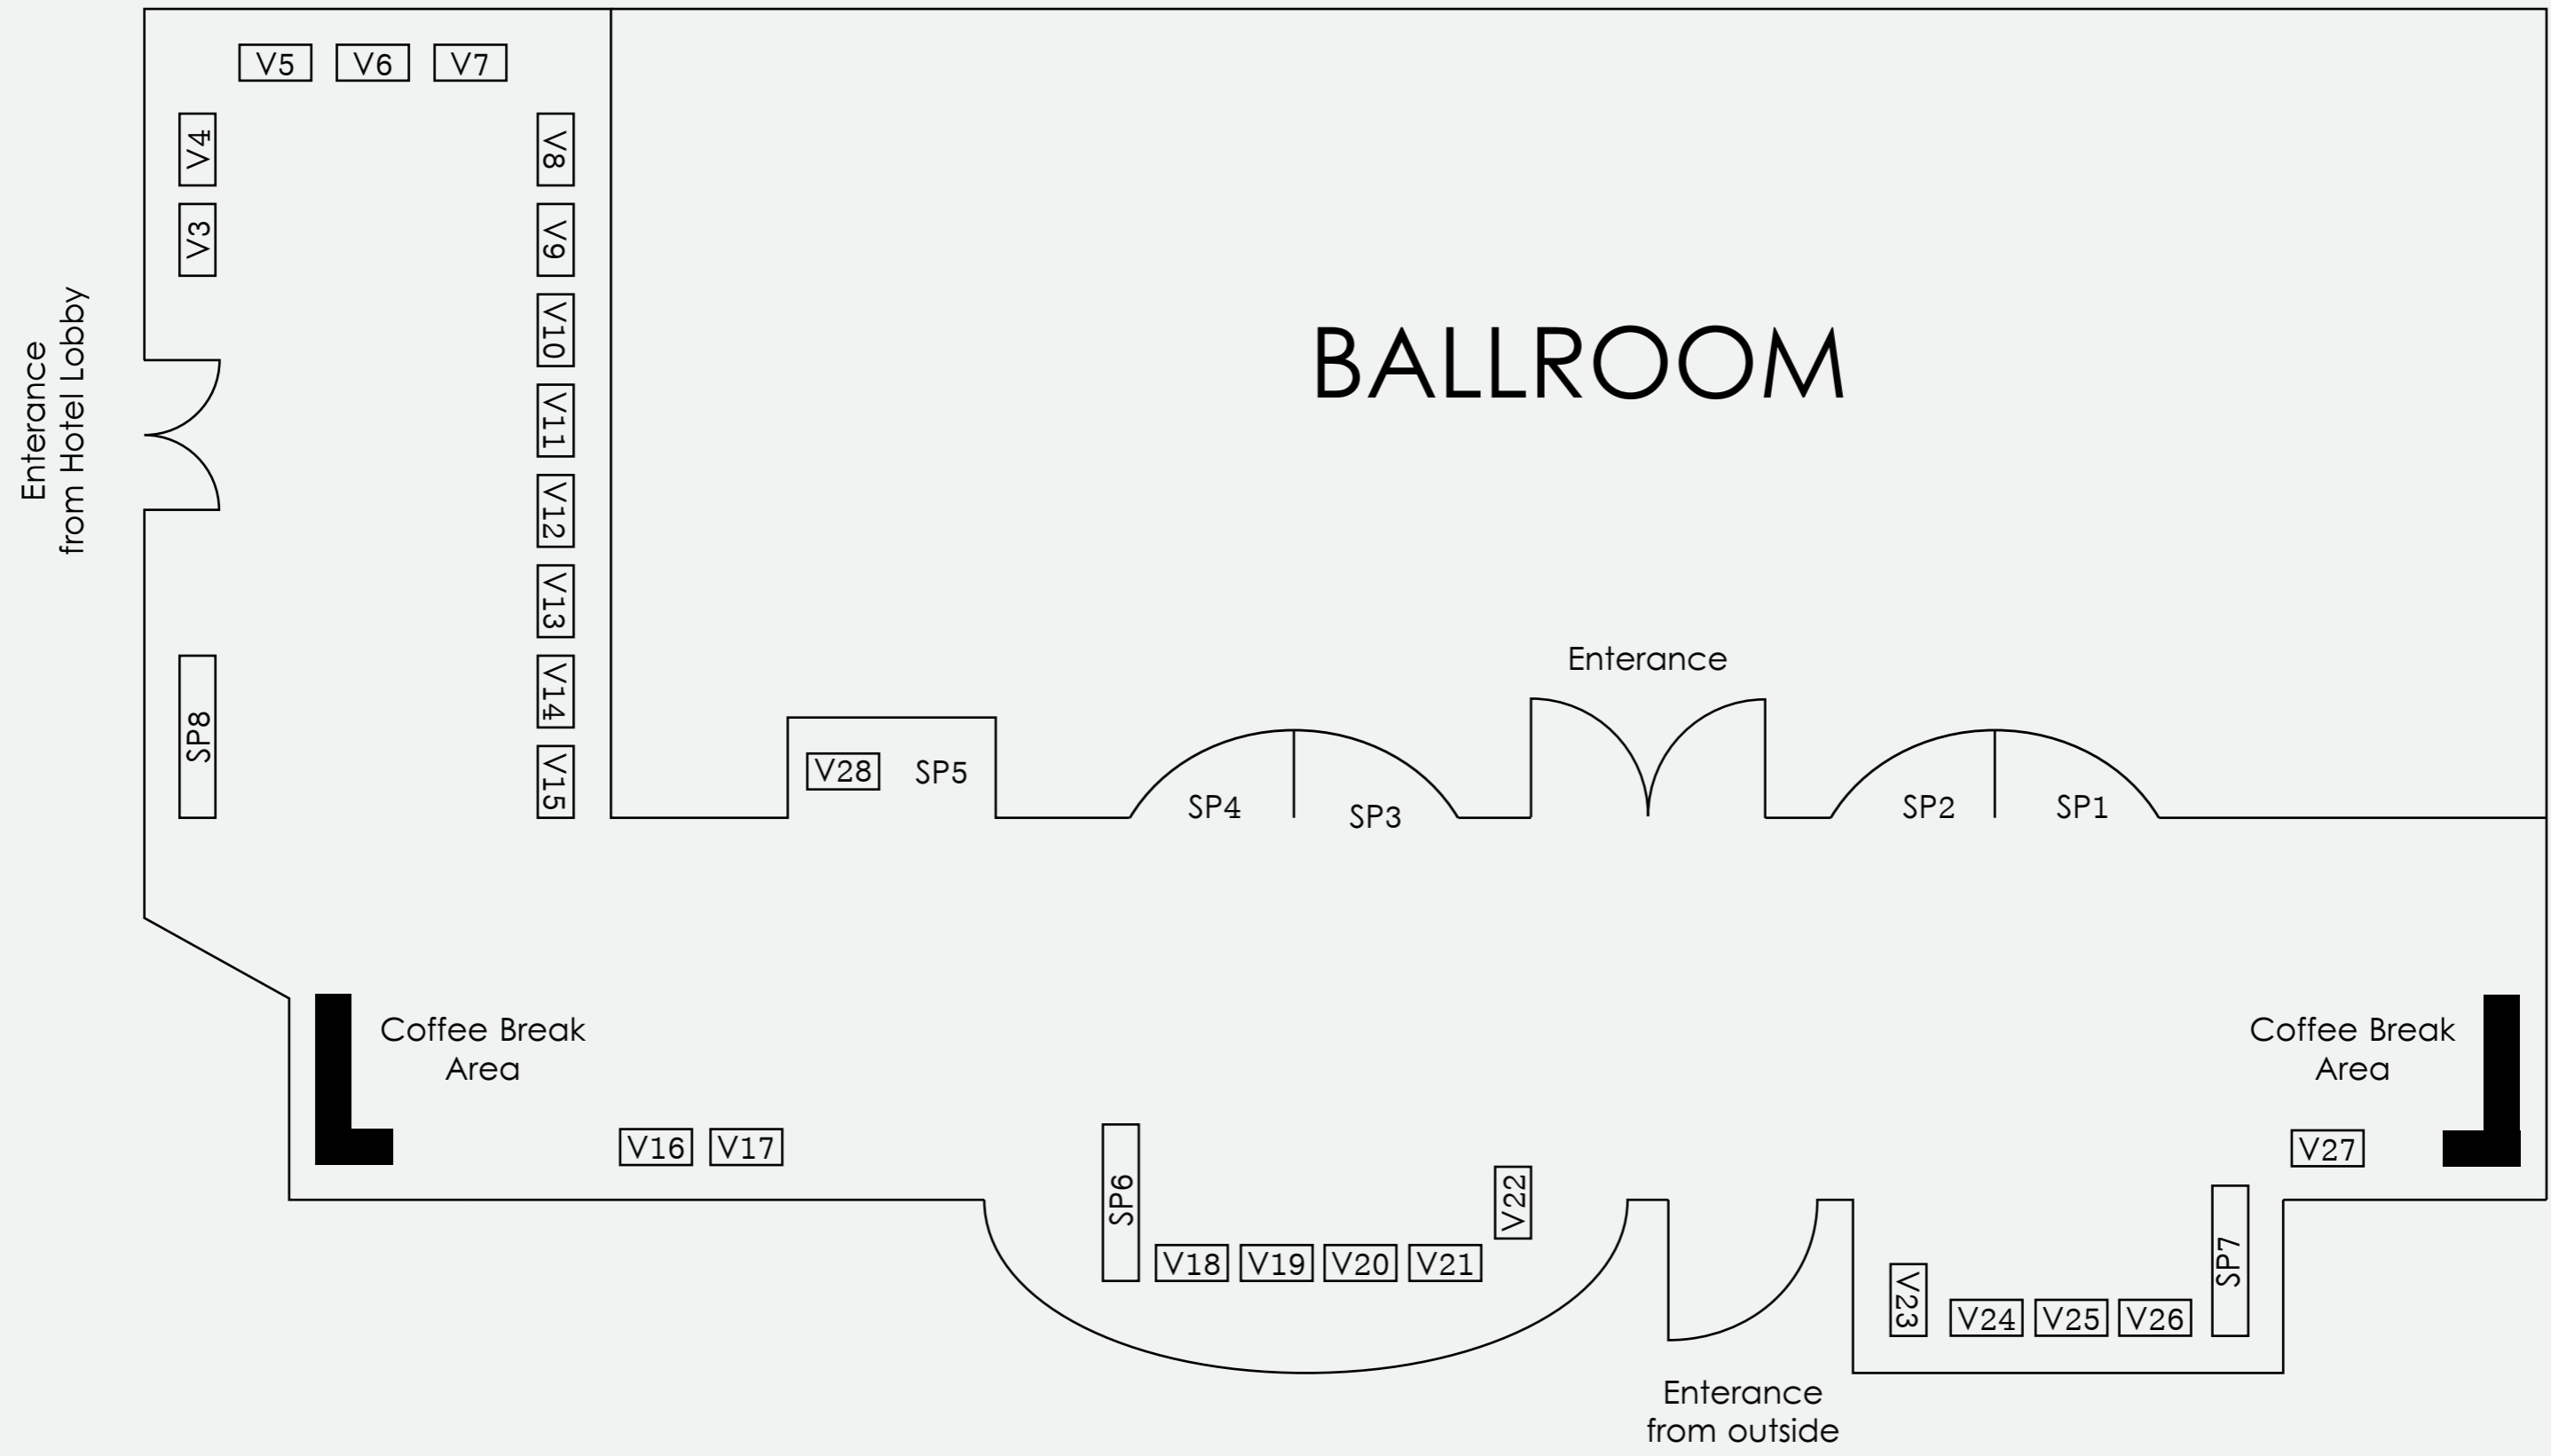 V5 V6 V7
V4
V8
V3
V9
Enterance
from Hotel Lobby
V10
BALLROOM
V11
V12
V13
Enterance
V14
SP8
V15
V28 SP5
SP4
SP3
SP2
SP1
Coffee Break
Area
Coffee Break
Area
V16 V17
V27
SP6
V22
V18 V19 V20 V21
SP7
V23
V24 V25 V26
Enterance
from outside